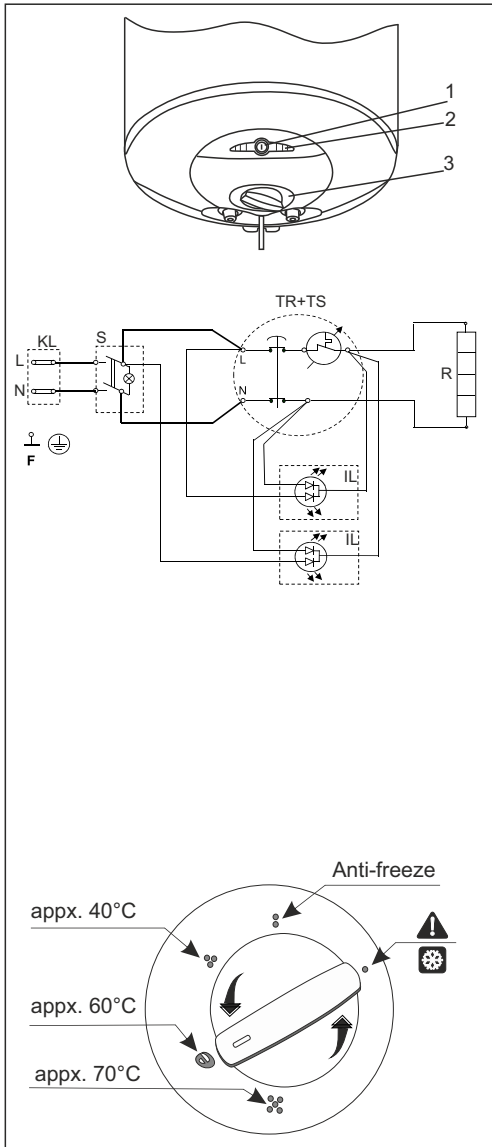 1
2
3
TR+TS
KL
S
L
L
R
N
N
F
IL
IL
Anti-freeze
appx. 40°C
appx. 60°C
appx. 70°C